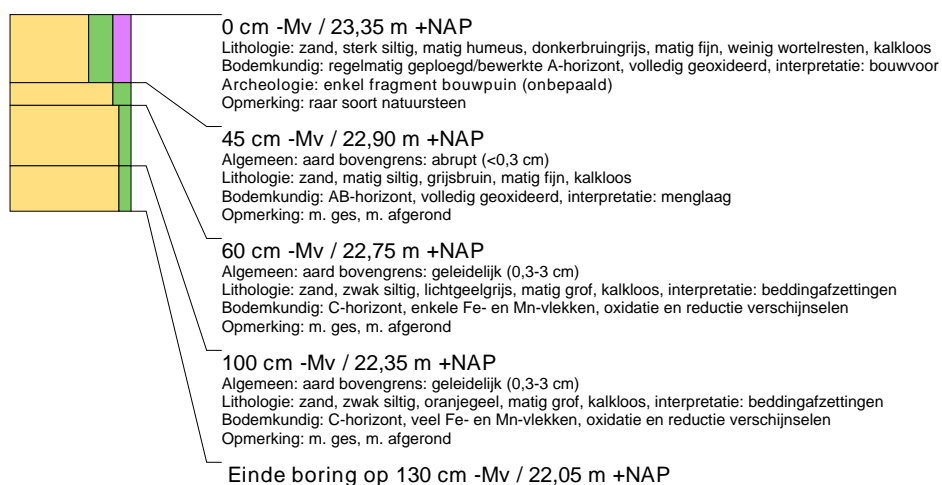 0 cm -Mv / 23,35 m +NAP
Lithologie: zand, sterk siltig, matig humeus, donkerbruingrijs, matig fijn, weinig wortelresten, kalkloos
Bodemkundig: regelmatig geploegd/bewerkte A-horizont, volledig geoxideerd, interpretatie: bouwvoor
Archeologie: enkel fragment bouwpuin (onbepaald)
Opmerking: raar soort natuursteen
45 cm -Mv / 22,90 m +NAP
Algemeen: aard bovengrens: abrupt (<0,3 cm)
Lithologie: zand, matig siltig, grijsbruin, matig fijn, kalkloos
Bodemkundig: AB-horizont, volledig geoxideerd, interpretatie: menglaag
Opmerking: m. ges, m. afgerond
60 cm -Mv / 22,75 m +NAP
Algemeen: aard bovengrens: geleidelijk (0,3-3 cm)
Lithologie: zand, zwak siltig, lichtgeelgrijs, matig grof, kalkloos, interpretatie: beddingafzettingen
Bodemkundig: C-horizont, enkele Fe- en Mn-vlekken, oxidatie en reductie verschijnselen
Opmerking: m. ges, m. afgerond
100 cm -Mv / 22,35 m +NAP
Algemeen: aard bovengrens: geleidelijk (0,3-3 cm)
Lithologie: zand, zwak siltig, oranjegeel, matig grof, kalkloos, interpretatie: beddingafzettingen
Bodemkundig: C-horizont, veel Fe- en Mn-vlekken, oxidatie en reductie verschijnselen
Opmerking: m. ges, m. afgerond
Einde boring op 130 cm -Mv / 22,05 m +NAP